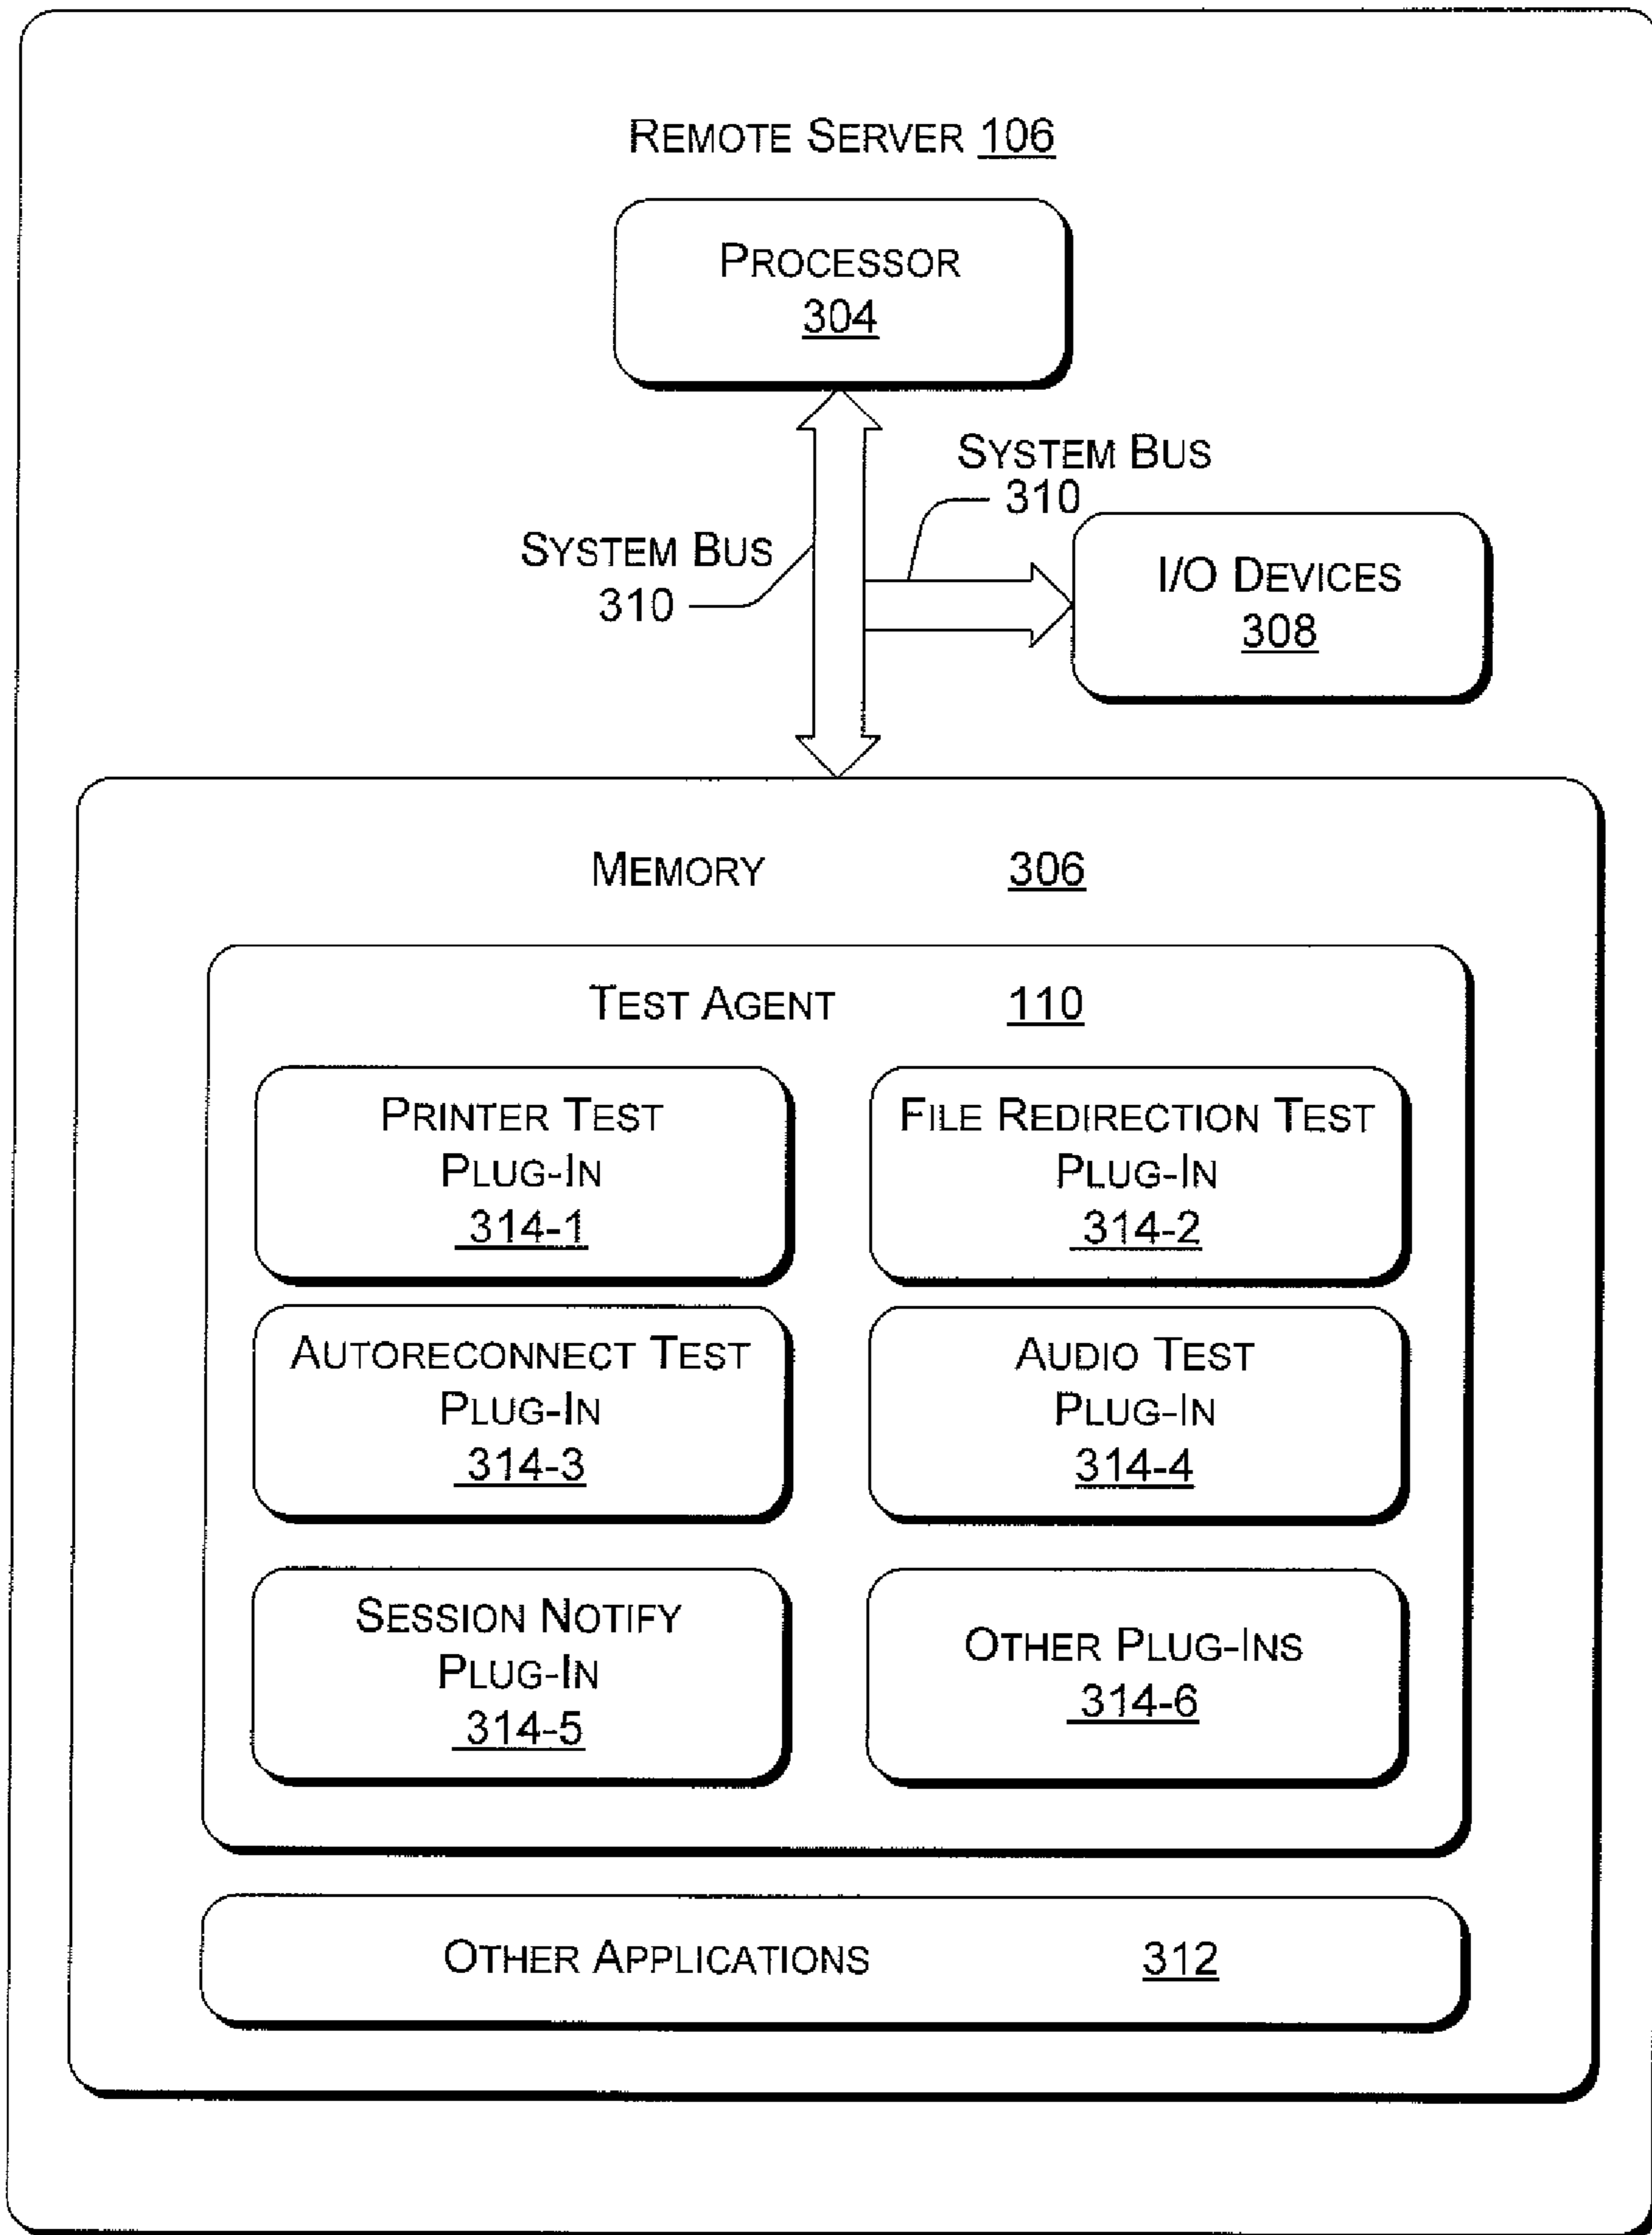 REMOTE SERVER 106
PROCESSOR
304
SYSTEM BUS
310
SYSTEM BUS
310
I/O DEVICES
308
MEMORY 306
TEST AGENT 110
PRINTER TEST
PLUG-IN
314-1
FILE REDIRECTION TEST
PLUG-IN
314-2
AUTORECONNECT TEST
PLUG-IN
314-3
AUDIO TEST
PLUG-IN
314-4
SESSION NOTIFY
PLUG-IN
314-5
OTHER PLUG-INS
314-6
OTHER APPLICATIONS 312